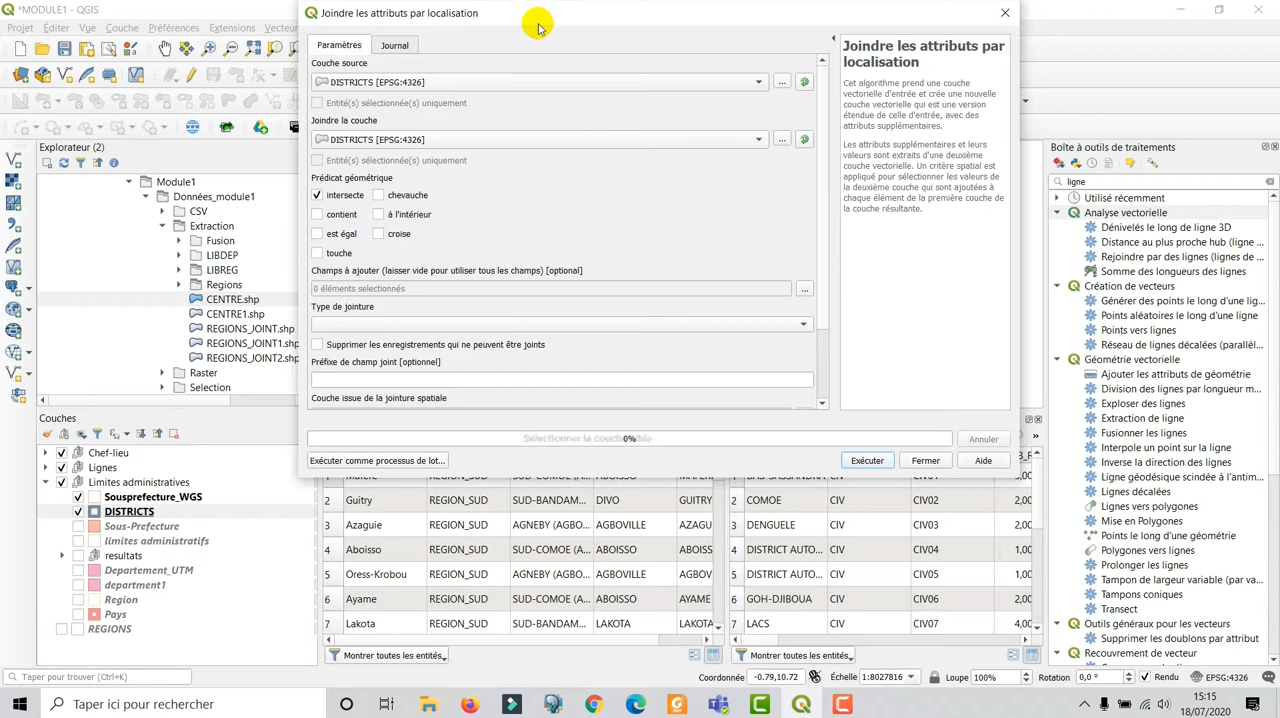 *MODULE1 - QGIS
Projet Éditer Vue Couche Préférences Extensions
Joindre les attributs par localisation
Paramètres Journal
Couche source
DISTRICTS [EPSG:4326]
...
Entité(s) sélectionnée(s) uniquement
Joindre la couche
DISTRICTS [EPSG:4326]
...
Entité(s) sélectionnée(s) uniquement
Prédicat géométrique
intersecte chevauche
contient à l'intérieur
est égal croise
touche
Champs à ajouter (laisser vide pour utiliser tous les champs) [optional]
0 éléments selectionnés
...
Type de jointure
Supprimer les enregistrements qui ne peuvent être joints
Préfixe de champ joint [optionnel]
Couche issue de la jointure spatiale
0%
Annuler
Exécuter comme processus de lot...
Exécuter Fermer Aide
Joindre les attributs par
localisation
Cet algorithme prend une couche
vectorielle d'entrée et crée une nouvelle
couche vectorielle qui est une version
étendue de celle d'entrée, avec des
attributs supplémentaires.
Les attributs supplémentaires et leurs
valeurs sont extraits d'une deuxième
couche vectorielle. Un critère spatial est
appliqué pour sélectionner les valeurs de
la deuxième couche qui sont ajoutées à
chaque élément de la première couche de
la couche résultante.
Explorateur (2)
Module1
Données_module1
CSV
Extraction
Fusion
LIBDEP
LIBREG
Regions
CENTRE.shp
CENTRE1.shp
REGIONS_JOINT.shp
REGIONS_JOINT1.shp
REGIONS_JOINT2.shp
Raster
Selection
Couches
Chef-lieu
Lignes
Limites administratives
Sousprefecture_WGS
DISTRICTS
Sous-Prefecture
limites administratifs
resultats
Departement_UTM
department1
Region
Pays
REGIONS
2 Guitry REGION_SUD SUD-BANDAM... DIVO GUITRY
3 Azaguie REGION_SUD AGNEBY (AGBO... AGBOVILLE AZAGU
4 Aboisso REGION_SUD SUD-COMOE (A... ABOISSO ABOISS
5 Oress-Krobou REGION_SUD AGNEBY (AGBO... AGBOVILLE
6 Ayame REGION_SUD SUD-COMOE (A... ABOISSO AYAME
7 Lakota REGION_SUD SUD-BANDAM... LAKOTA LAKOTA
2 COMOE CIV CIV02 2,00
3 DENGUELE CIV CIV03 2,00
4 DISTRICT AUTO... CIV CIV04 1,00
5 DISTRICT AUTO... CIV CIV05 1,00
6 GOH-DJIBOUA CIV CIV06 2,00
7 LACS CIV CIV07 4,00
Montrer toutes les entités
Montrer toutes les entités
Boîte à outils de traitements
ligne
Utilisé récemment
Analyse vectorielle
Dénivelés le long de ligne 3D
Distance au plus proche hub (ligne ...
Rejoindre par des lignes (lignes de ...
Somme des longueurs des lignes
Création de vecteurs
Générer des points le long d'une lig...
Points aléatoire le long d'une ligne
Points vers lignes
Réseau de lignes décalées (parallèl...
Géométrie vectorielle
Ajouter les attributs de géométrie
Division des lignes par longueur m...
Exploser des lignes
Extraction de ligne
Fusionner les lignes
Interpole un point sur la ligne
Inverse la direction des lignes
Ligne géodésique scindée à l'antim...
Lignes décalées
Lignes vers polygones
Mise en Polygones
Points le long d'une géométrie
Polygones vers lignes
Prolonger les lignes
Tampon de largeur variable (par va...
Tampons coniques
Transect
Outils généraux pour les vecteurs
Supprimer les doublons par attribut
Recouvrement de vecteur
Taper pour trouver (Ctrl+K)
Coordonnée -0.79,10.72 Échelle 1:8027816 Loupe 100% Rotation 0,0 ° Rendu EPSG:4326
Taper ici pour rechercher
15:15
18/07/2020